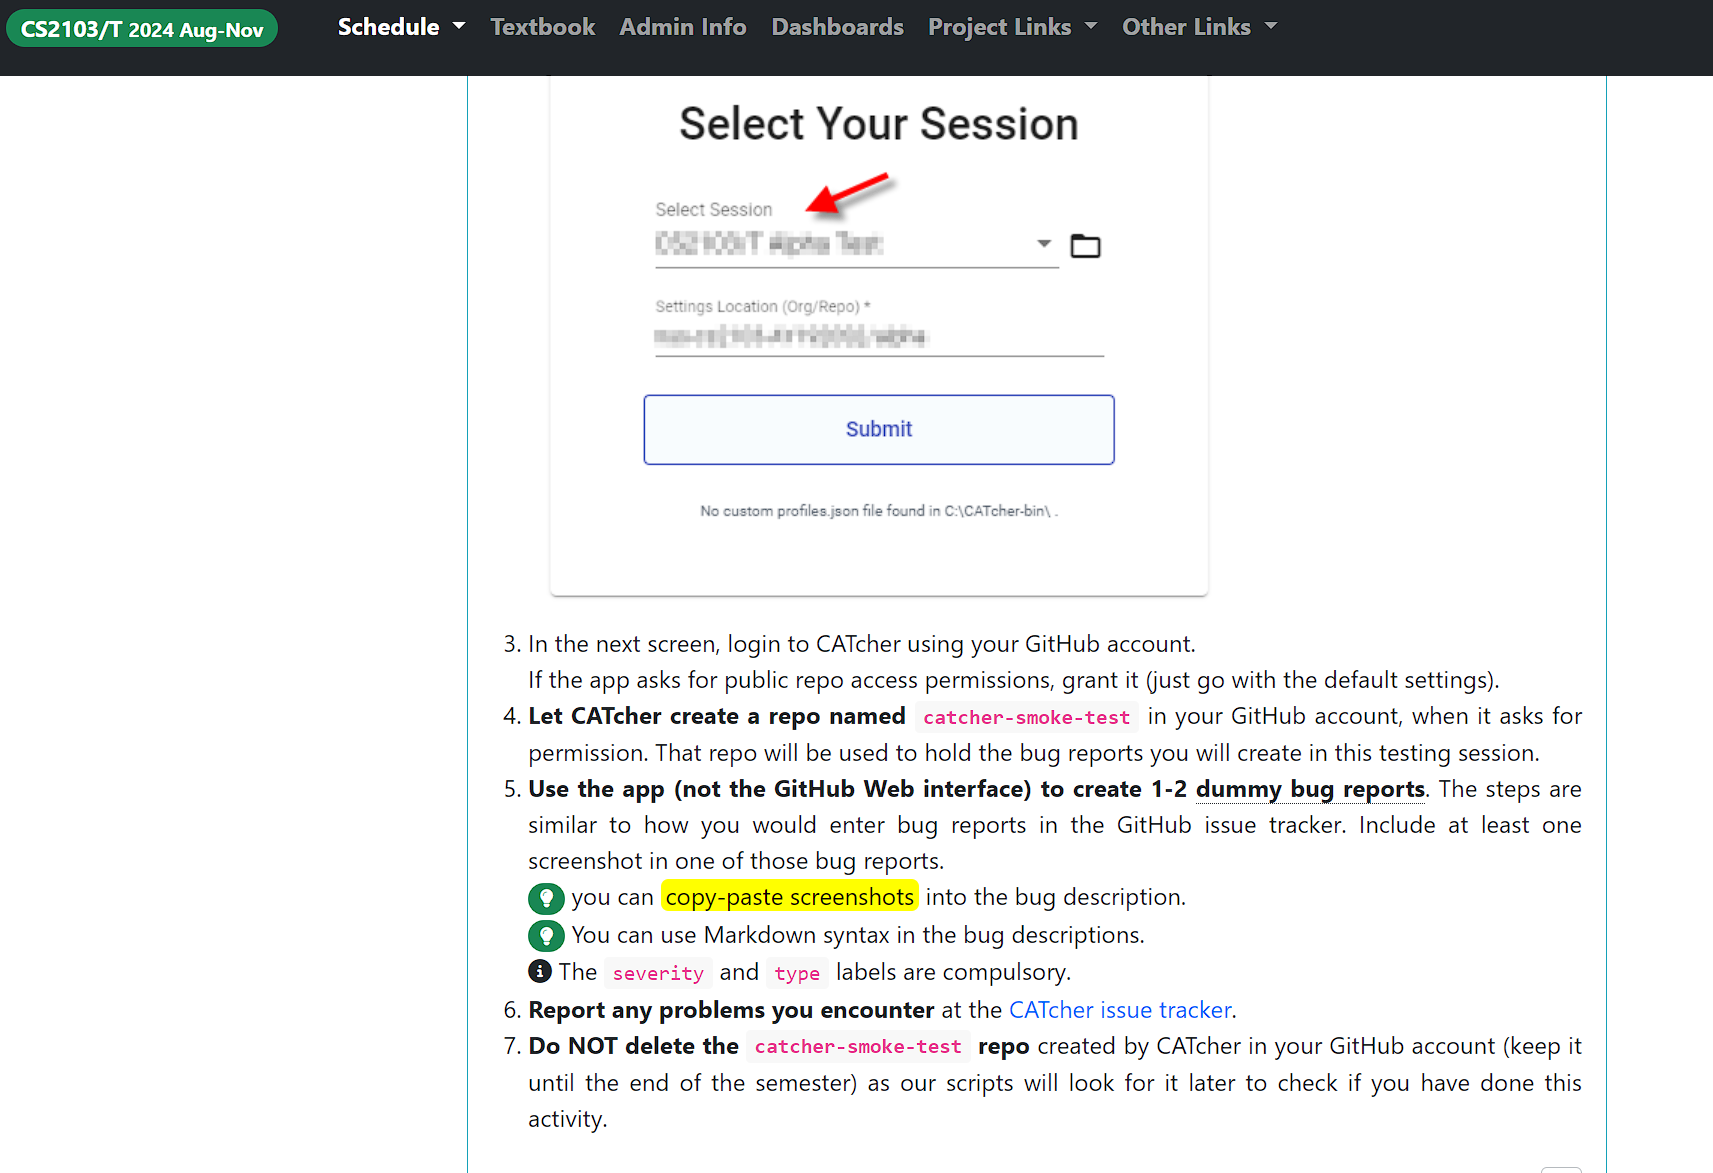 CS2103/T 2024 Aug-Nov Schedule Textbook Admin Info Dashboards Project Links Other Links
Select Your Session
Select Session
Settings Location (Org/Repo) *
Submit
No custom profiles.json file found in C:\CATcher-bin\ .
3. In the next screen, login to CATcher using your GitHub account.
If the app asks for public repo access permissions, grant it (just go with the default settings).
4. Let CATcher create a repo named catcher-smoke-test in your GitHub account, when it asks for
permission. That repo will be used to hold the bug reports you will create in this testing session.
5. Use the app (not the GitHub Web interface) to create 1-2 dummy bug reports. The steps are
similar to how you would enter bug reports in the GitHub issue tracker. Include at least one
screenshot in one of those bug reports.
you can copy-paste screenshots into the bug description.
You can use Markdown syntax in the bug descriptions.
The severity and type labels are compulsory.
6. Report any problems you encounter at the CATcher issue tracker.
7. Do NOT delete the catcher-smoke-test repo created by CATcher in your GitHub account (keep it
until the end of the semester) as our scripts will look for it later to check if you have done this
activity.